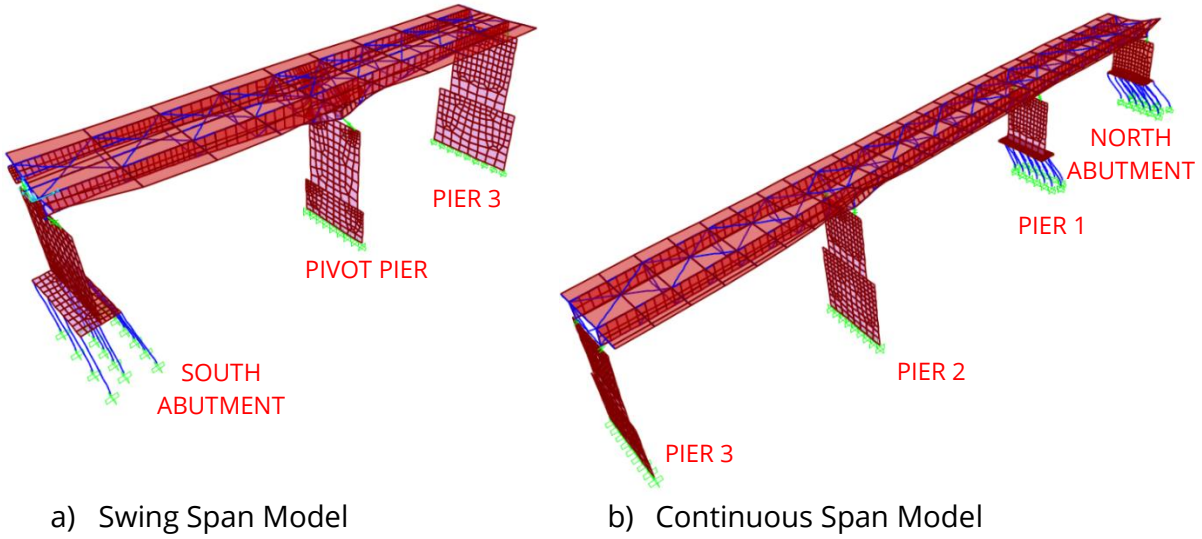 PIER 3
PIVOT PIER
SOUTH
ABUTMENT
a) Swing Span Model
NORTH
ABUTMENT
PIER 1
PIER 2
PIER 3
b) Continuous Span Model